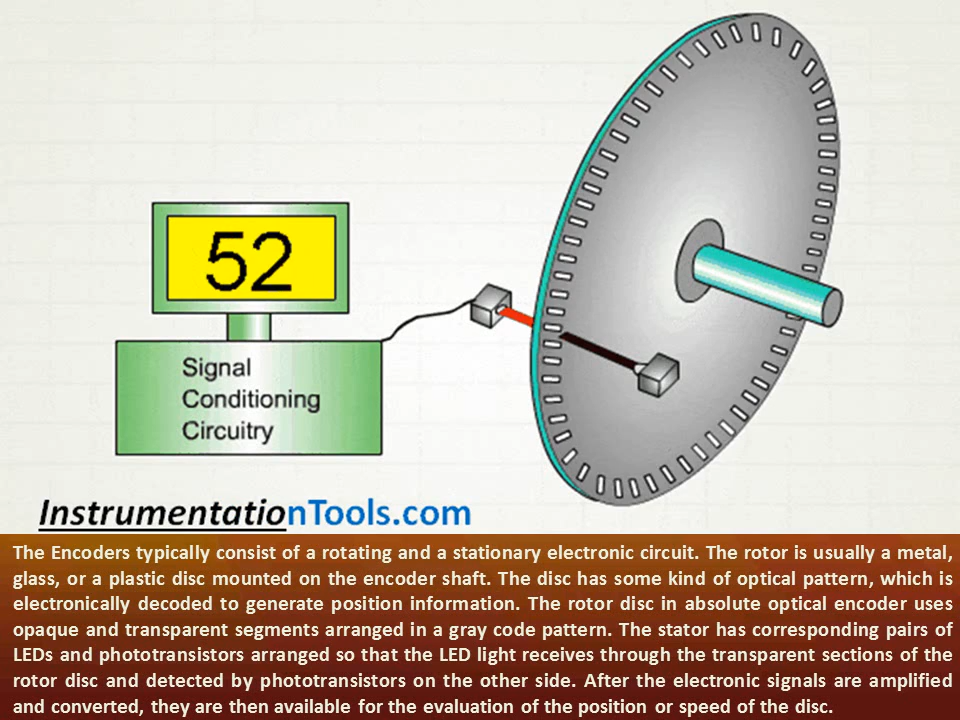 52
Signal
Conditioning
Circuitry
InstrumentationTools.com
The Encoders typically consist of a rotating and a stationary electronic circuit. The rotor is usually a metal,
glass, or a plastic disc mounted on the encoder shaft. The disc has some kind of optical pattern, which is
electronically decoded to generate position information. The rotor disc in absolute optical encoder uses
opaque and transparent segments arranged in a gray code pattern. The stator has corresponding pairs of
LEDs and phototransistors arranged so that the LED light receives through the transparent sections of the
rotor disc and detected by phototransistors on the other side. After the electronic signals are amplified
and converted, they are then available for the evaluation of the position or speed of the disc.